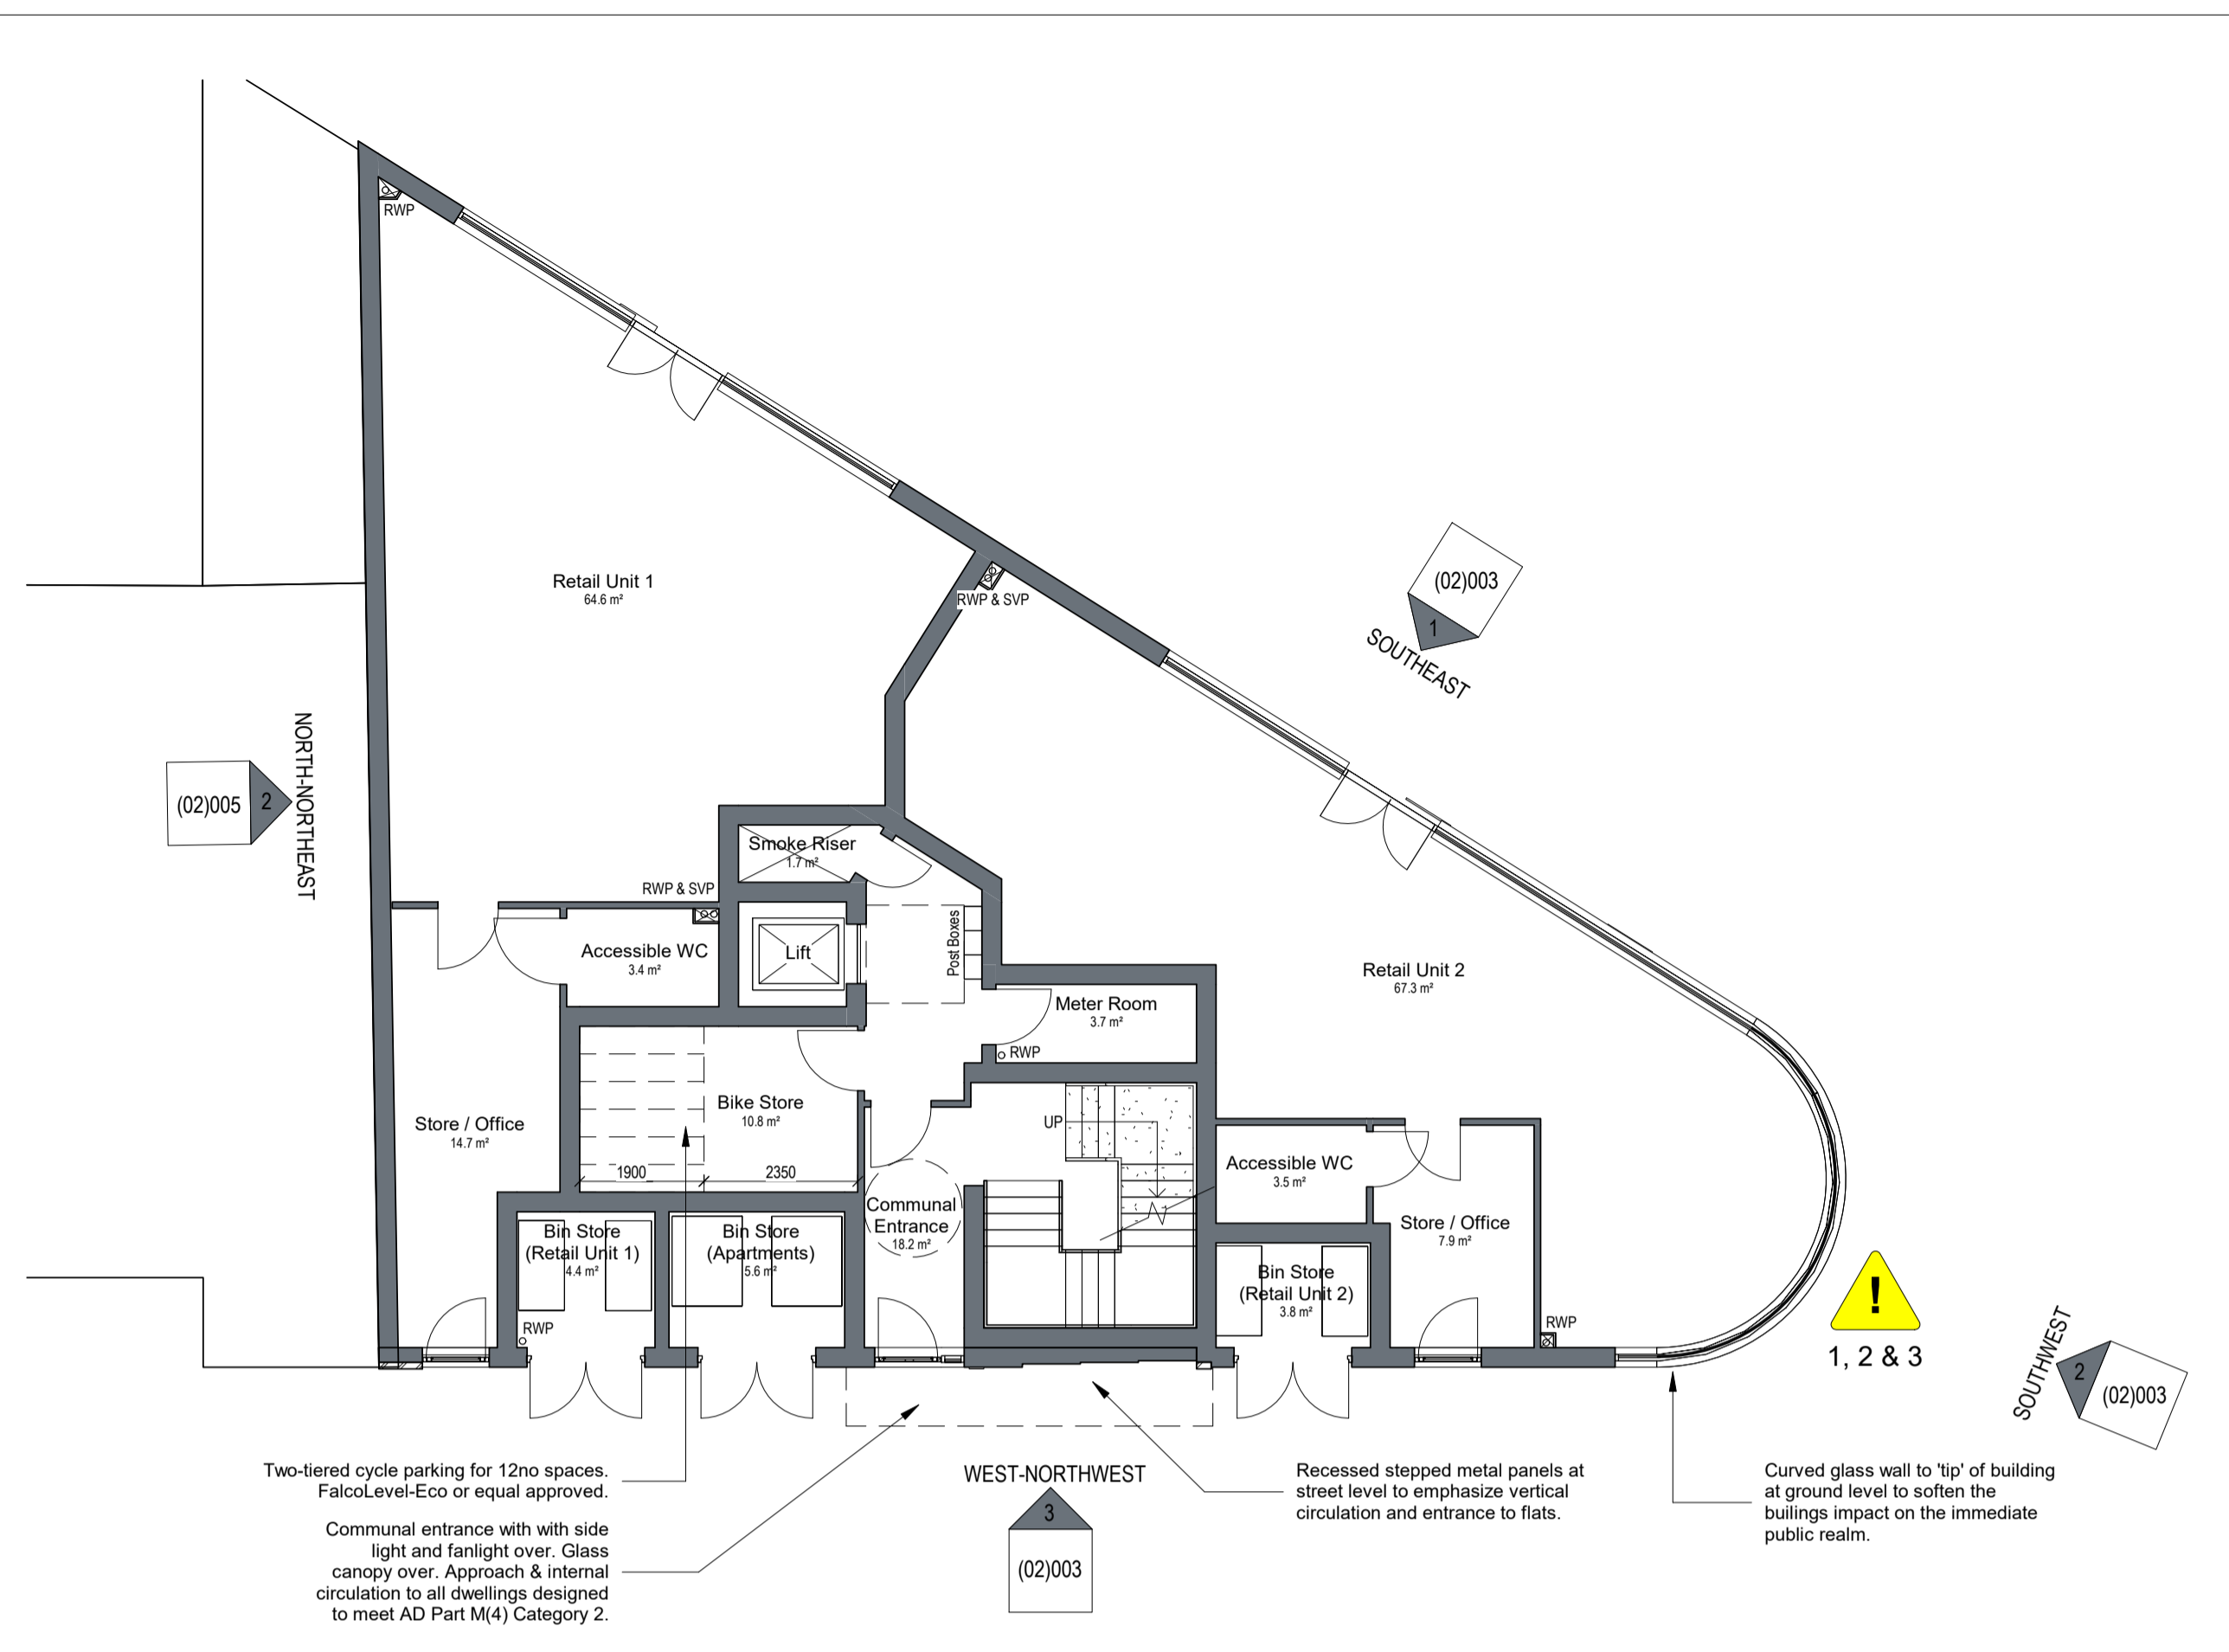 RWP
Retail Unit 1
64.6 m²
RWP & SVP
(02)003
1
SOUTHEAST
NORTH-NORTHEAST
(02)005
2
Smoke Riser
1.7 m²
RWP & SVP
Accessible WC
3.4 m²
Lift
Post Boxes
Retail Unit 2
67.3 m²
Meter Room
3.7 m²
RWP
Bike Store
10.8 m²
Store / Office
14.7 m²
UP
1900
2350
Accessible WC
3.5 m²
Communal
Entrance
18.2 m²
Store / Office
7.9 m²
Bin Store
(Retail Unit 1)
4.4 m²
Bin Store
(Apartments)
5.6 m²
Bin Store
(Retail Unit 2)
3.8 m²
RWP
RWP
!
1, 2 & 3
SOUTHWEST
2
(02)003
Two-tiered cycle parking for 12no spaces.
FalcoLevel-Eco or equal approved.
Communal entrance with with side
light and fanlight over. Glass
canopy over. Approach & internal
circulation to all dwellings designed
to meet AD Part M(4) Category 2.
WEST-NORTHWEST
3
(02)003
Recessed stepped metal panels at
street level to emphasize vertical
circulation and entrance to flats.
Curved glass wall to 'tip' of building
at ground level to soften the
builings impact on the immediate
public realm.